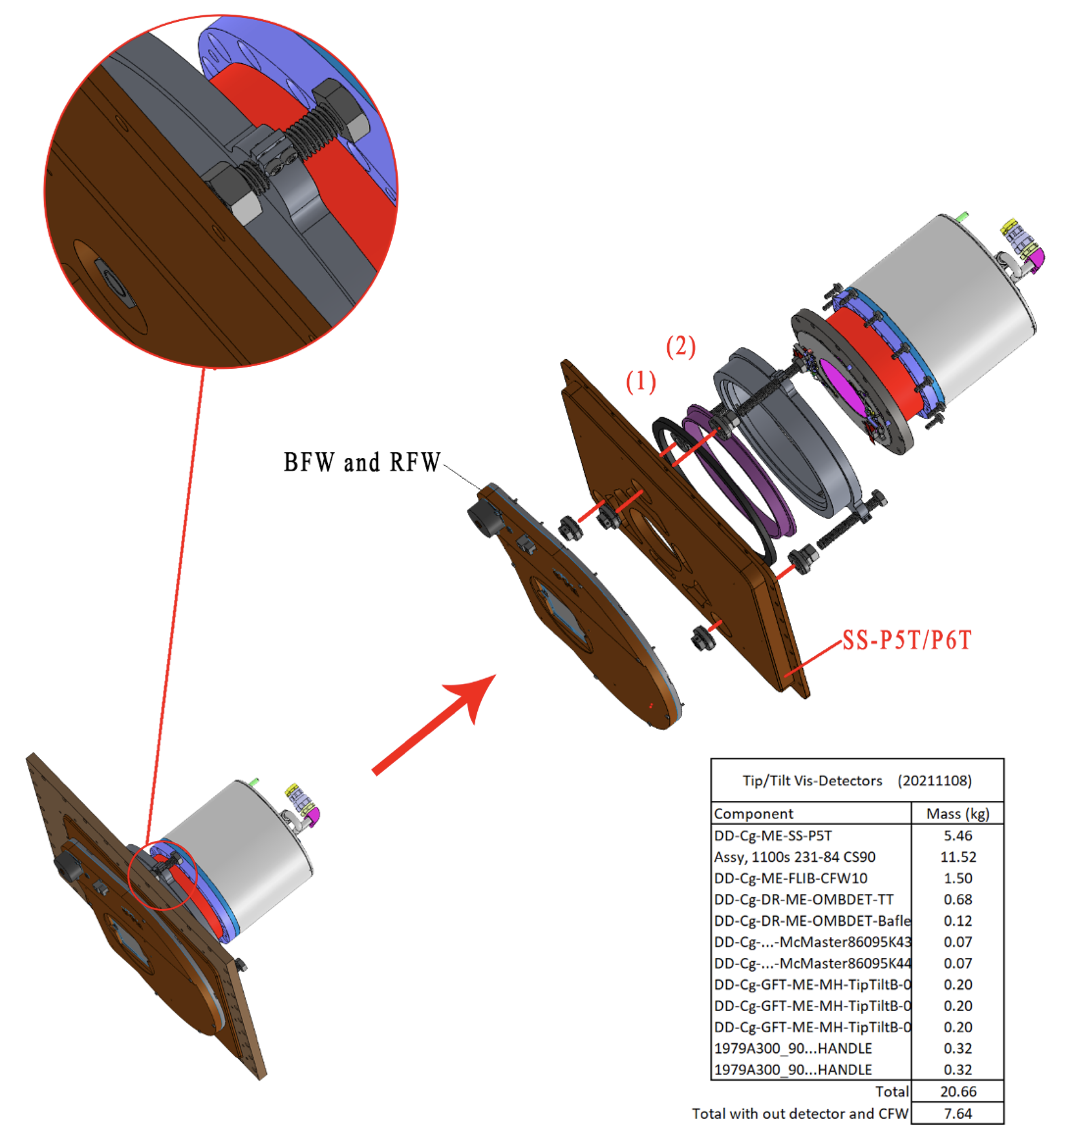 (2)
(1)
BFW and RFW
SS-P5T/P6T
Tip/Tilt Vis-Detectors (20211108)
Component Mass (kg)
DD-Cg-ME-SS-P5T 5.46
Assy, 1100s 231-84 CS90 11.52
DD-Cg-ME-FLIB-CFW10 1.50
DD-Cg-DR-ME-OMBDET-TT 0.68
DD-Cg-DR-ME-OMBDET-Bafle 0.12
DD-Cg-...-McMaster86095K43 0.07
DD-Cg-...-McMaster86095K44 0.07
DD-Cg-GFT-ME-MH-TipTiltB-0 0.20
DD-Cg-GFT-ME-MH-TipTiltB-0 0.20
DD-Cg-GFT-ME-MH-TipTiltB-0 0.20
1979A300_90...HANDLE 0.32
1979A300_90...HANDLE 0.32
Total 20.66
Total with out detector and CFW 7.64